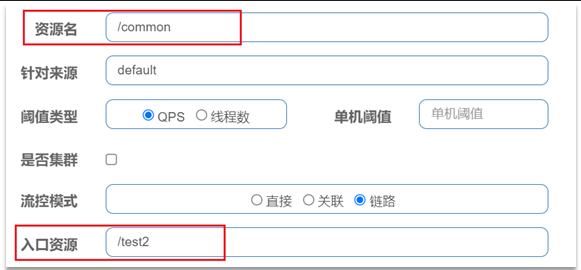 资源名 /common
针对来源 default
阈值类型 QPS 线程数 单机阈值 单机阈值
是否集群
流控模式 直接 关联 链路
入口资源 /test2